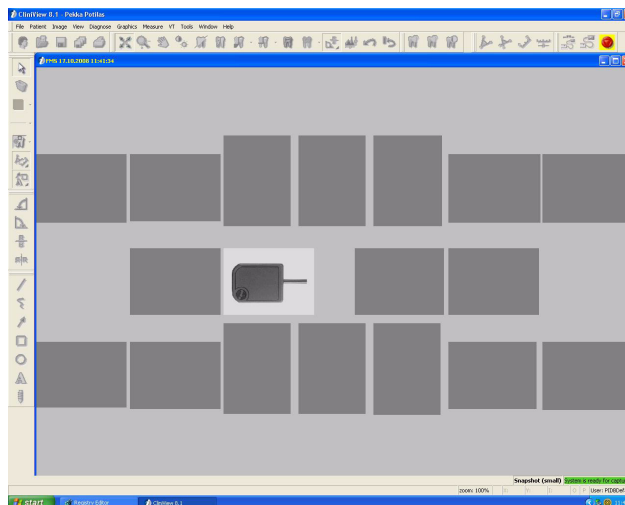 CliniView 8.1 - Pekka Potilas
File Patient Image View Diagnose Graphics Measure VT Tools Window Help
FMS 17.10.2008 11:41:34
Snapshot (small) System is ready for captu
zoom: 100% X: Y: I: G P User: PIDBDef
start Registry Editor CliniView 8.1